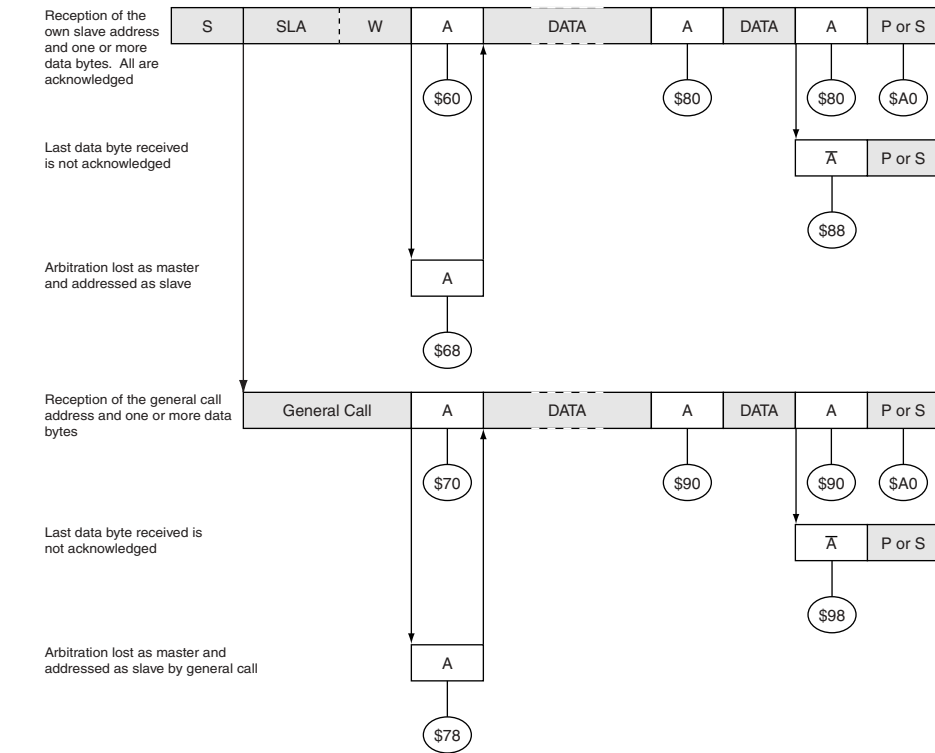 Reception of the
own slave address
and one or more
data bytes. All are
acknowledged
S SLA W A DATA A DATA A P or S
$60 $80 $80 $A0
Last data byte received
is not acknowledged
A̅ P or S
$88
Arbitration lost as master
and addressed as slave
A
$68
Reception of the general call
address and one or more data
bytes
General Call A DATA A DATA A P or S
$70 $90 $90 $A0
Last data byte received is
not acknowledged
A̅ P or S
$98
Arbitration lost as master and
addressed as slave by general call
A
$78